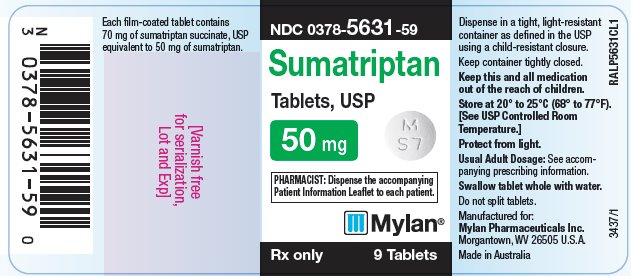 Each film-coated tablet contains
70 mg of sumatriptan succinate, USP
equivalent to 50 mg of sumatriptan.
N
3 0378-5631-59 0
[Varnish free
for serialization,
Lot and Exp]
NDC 0378-5631-59
Sumatriptan
Tablets, USP
50 mg
M
S7
PHARMACIST: Dispense the accompanying
Patient Information Leaflet to each patient.
Mylan®
Rx only 9 Tablets
Dispense in a tight, light-resistant
container as defined in the USP
using a child-resistant closure.
Keep container tightly closed.
Keep this and all medication
out of the reach of children.
Store at 20° to 25°C (68° to 77°F).
[See USP Controlled Room
Temperature.]
Protect from light.
Usual Adult Dosage: See accom-
panying prescribing information.
Swallow tablet whole with water.
Do not split tablets.
Manufactured for:
Mylan Pharmaceuticals Inc.
Morgantown, WV 26505 U.S.A.
Made in Australia
RALP5631CL1
3437/1